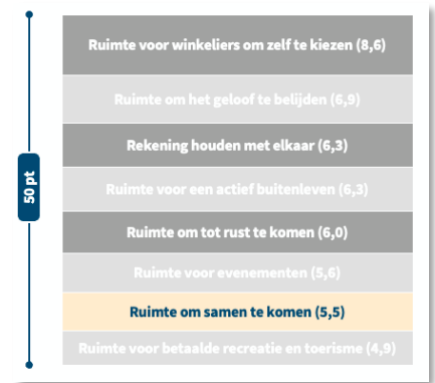 Ruimte voor winkeliers om zelf te kiezen (8,6)
Ruimte om het geloof te belijden (6,9)
Rekening houden met elkaar (6,3)
Ruimte voor een actief buitenleven (6,3)
50 pt
Ruimte om tot rust te komen (6,0)
Ruimte voor evenementen (5,6)
Ruimte om samen te komen (5,5)
Ruimte voor betaalde recreatie en toerisme (4,9)